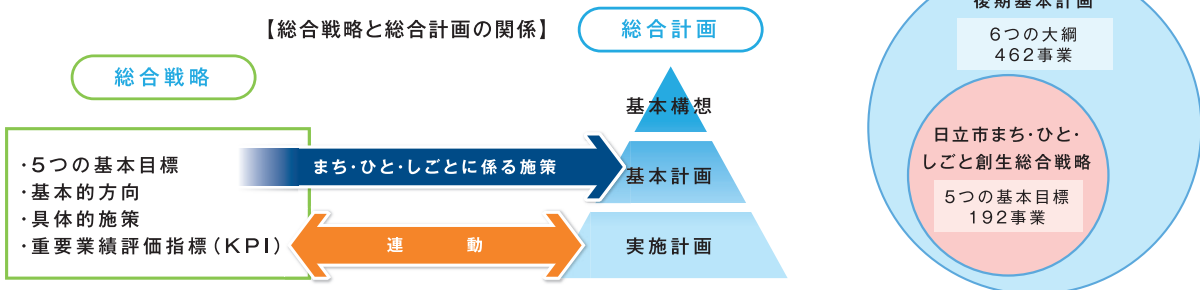 【総合戦略と総合計画の関係】
総合計画
総合戦略
・5つの基本目標
・基本的方向
・具体的施策
・重要業績評価指標(KPI)
まち・ひと・しごとに係る施策
連 動
基本構想
基本計画
実施計画
後期基本計画
6つの大綱
462事業
日立市まち・ひと・
しごと創生総合戦略
5つの基本目標
192事業